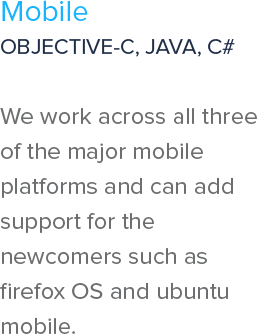 Mobile
OBJECTIVE-C, JAVA, C#
We work across all three
of the major mobile
platforms and can add
support for the
newcomers such as
firefox OS and ubuntu
mobile.